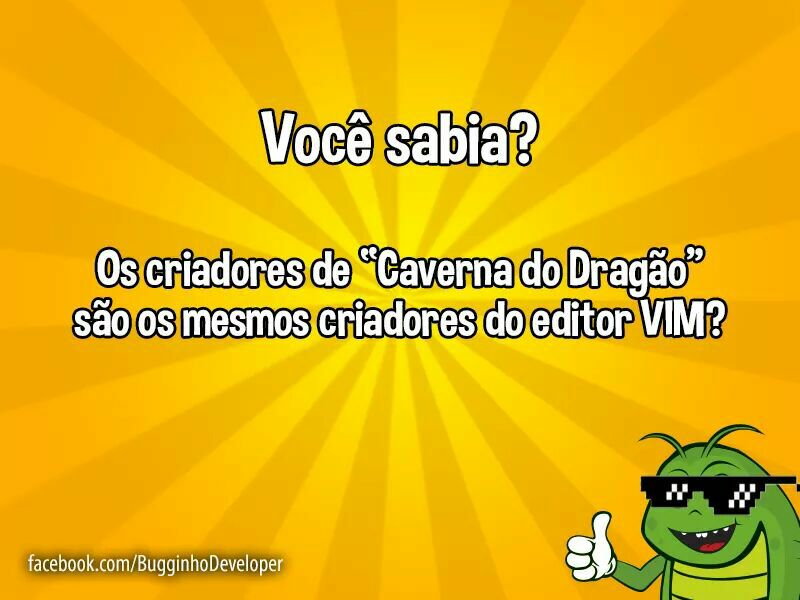 Você sabia?
Os criadores de “Caverna do Dragão”
são os mesmos criadores do editor VIM?
facebook.com/BugginhoDeveloper